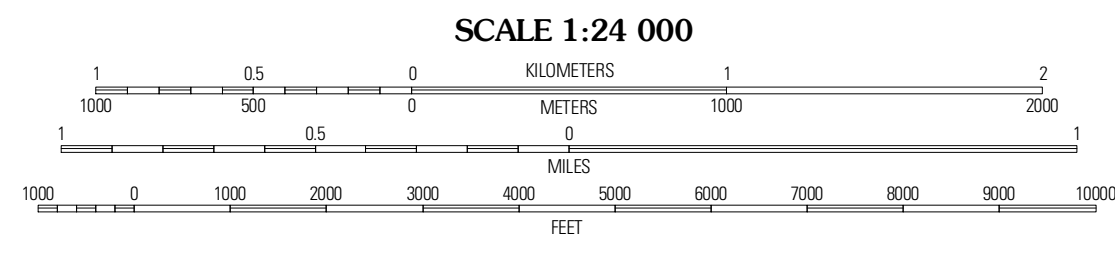 SCALE 1:24 000
1 0.5 0 KILOMETERS 1 2
1000 500 0 METERS 1000 2000
1 0.5 0 1
MILES
1000 0 1000 2000 3000 4000 5000 6000 7000 8000 9000 10000
FEET